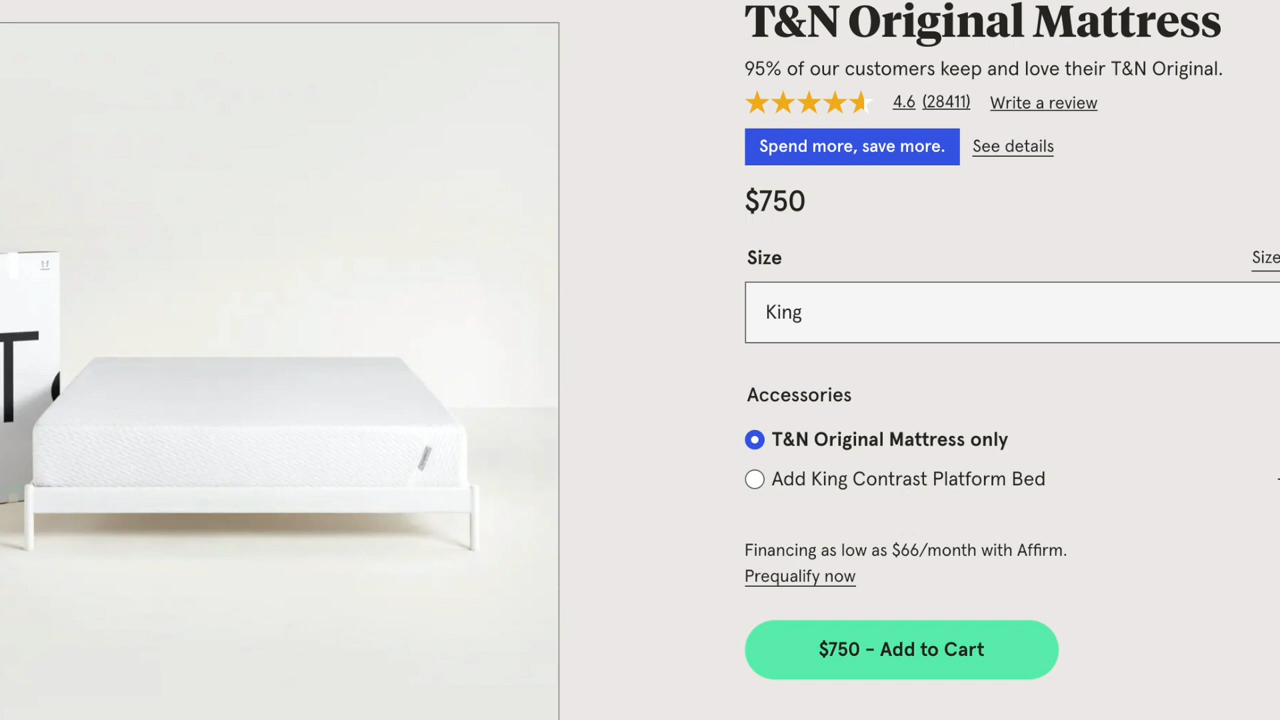 T&N Original Mattress
95% of our customers keep and love their T&N Original.
4.6 (28411) Write a review
Spend more, save more. See details
$750
Size Size
King
Accessories
T&N Original Mattress only
Add King Contrast Platform Bed
Financing as low as $66/month with Affirm.
Prequalify now
$750 – Add to Cart
T